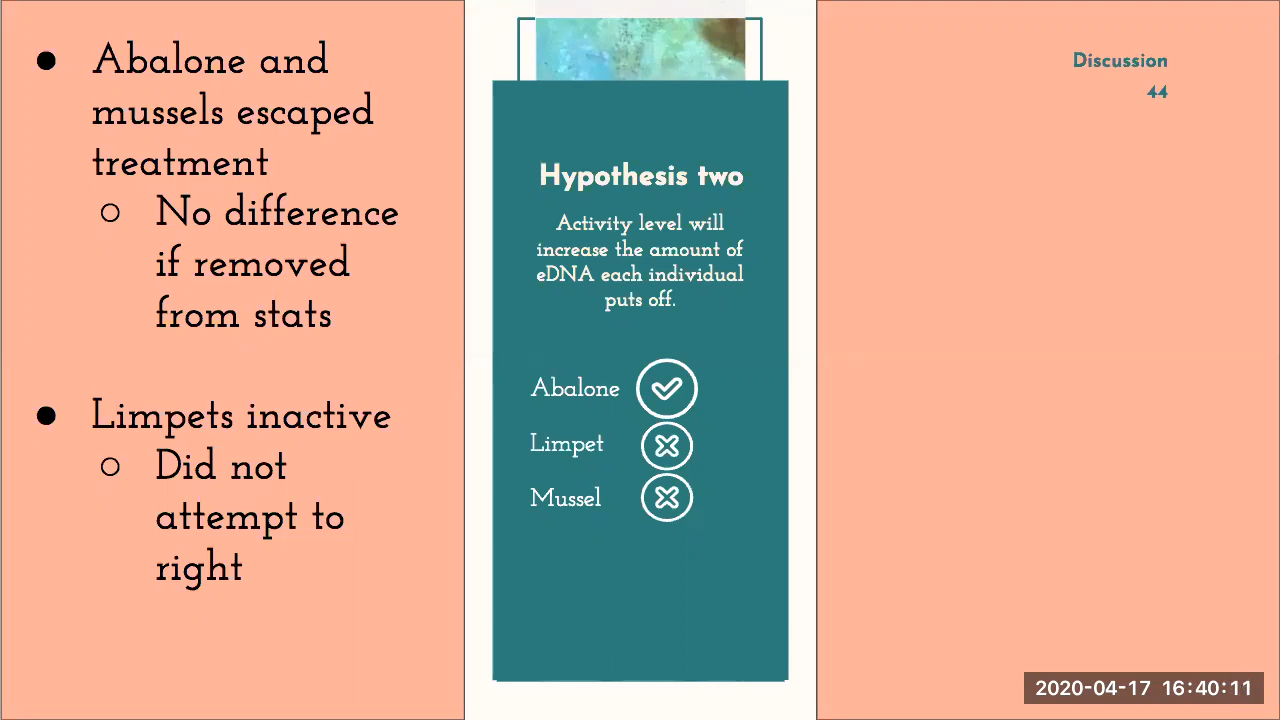 ● Abalone and
mussels escaped
treatment
○ No difference
if removed
from stats
● Limpets inactive
○ Did not
attempt to
right
Hypothesis two
Activity level will
increase the amount of
eDNA each individual
puts off.
Abalone
Limpet
Mussel
Discussion
44
2020-04-17 16:40:11